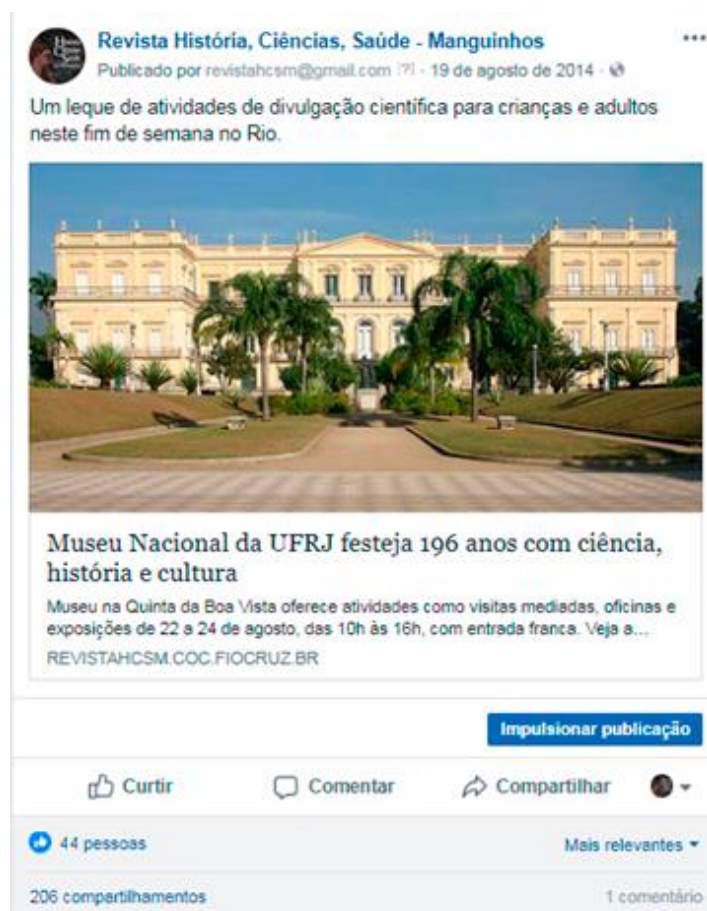 Revista História, Ciências, Saúde - Manguinhos
Publicado por revistahcsm@gmail.com [?] · 19 de agosto de 2014 ·
Um leque de atividades de divulgação científica para crianças e adultos
neste fim de semana no Rio.
Museu Nacional da UFRJ festeja 196 anos com ciência,
história e cultura
Museu na Quinta da Boa Vista oferece atividades como visitas mediadas, oficinas e
exposições de 22 a 24 de agosto, das 10h às 16h, com entrada franca. Veja a...
REVISTAHCSM.COC.FIOCRUZ.BR
Impulsionar publicação
Curtir Comentar Compartilhar
44 pessoas Mais relevantes
206 compartilhamentos 1 comentário